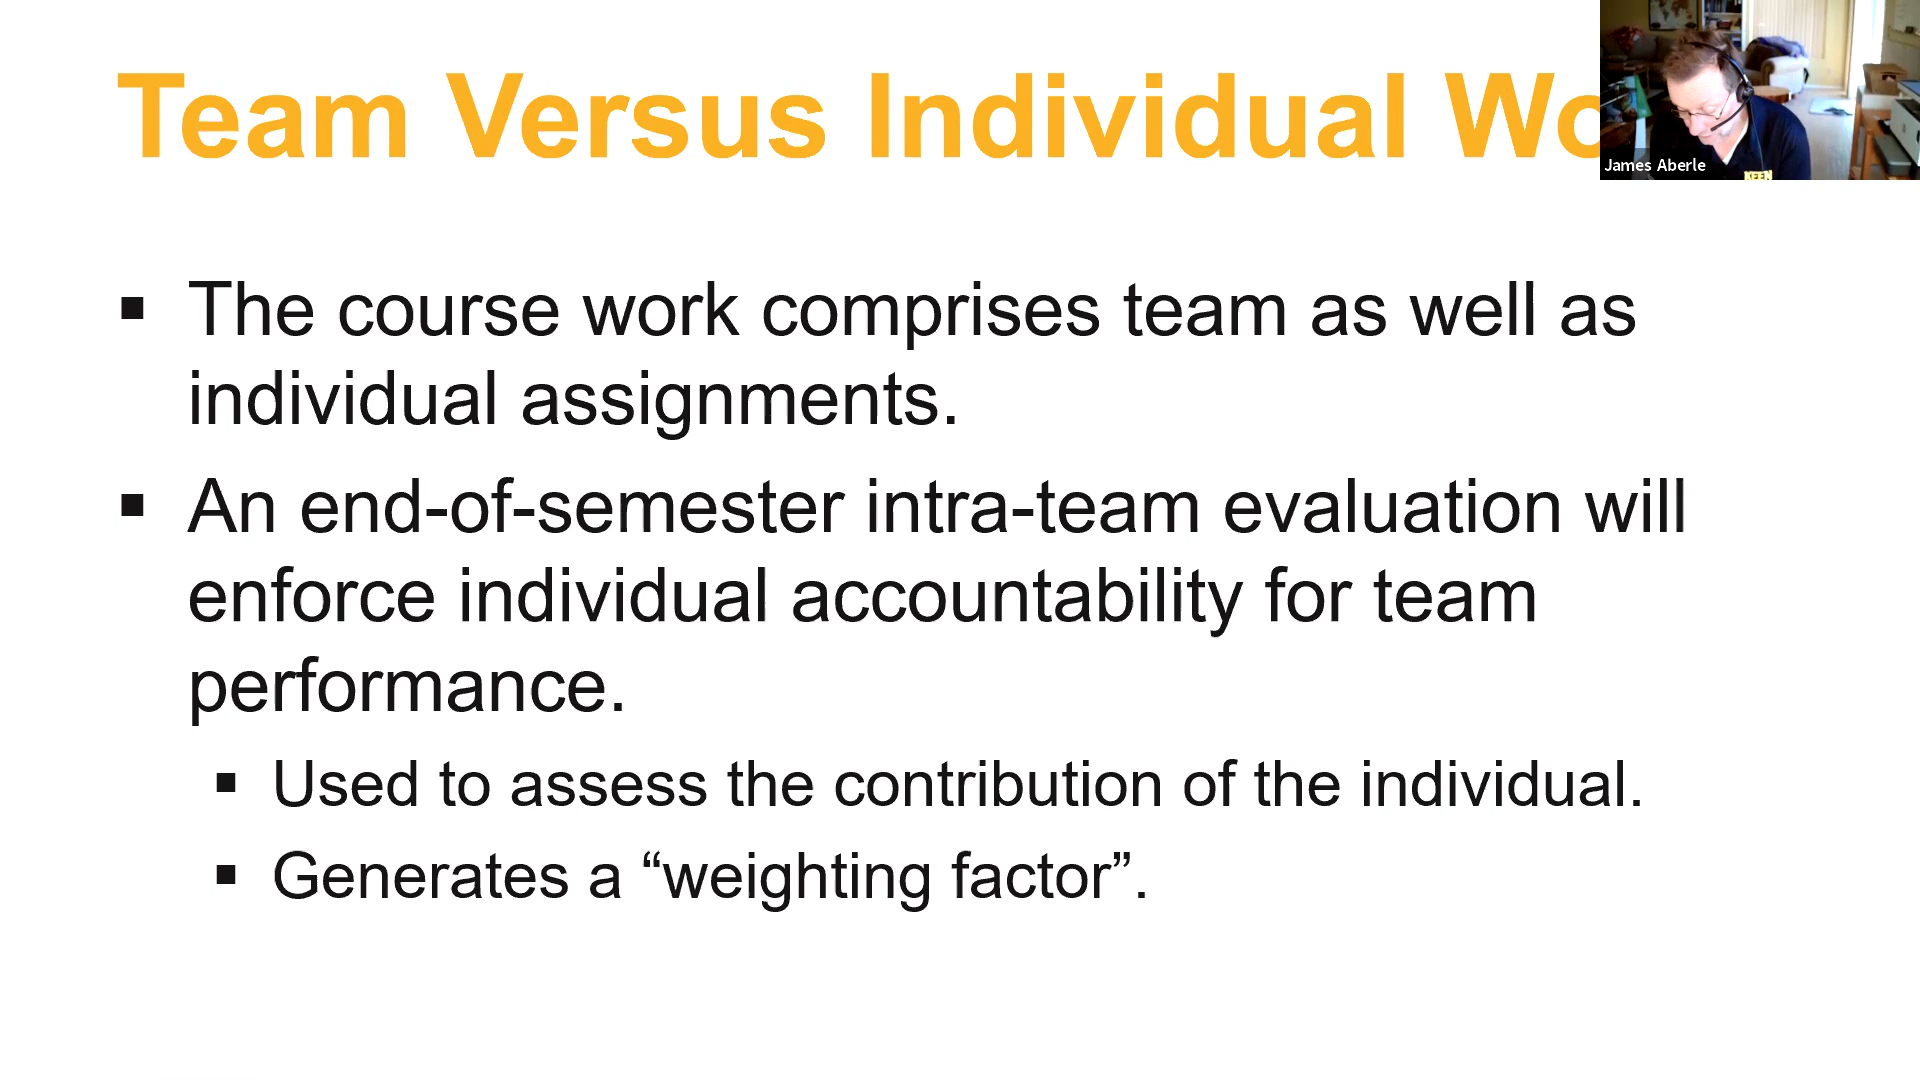 Team Versus Individual Wo
James Aberle
KEEN
▪ The course work comprises team as well as
individual assignments.
▪ An end-of-semester intra-team evaluation will
enforce individual accountability for team
performance.
▪ Used to assess the contribution of the individual.
▪ Generates a “weighting factor”.